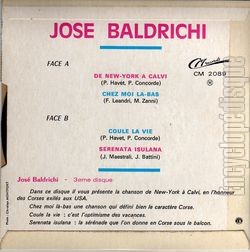 JOSE BALDRICHI
FACE A
DE NEW-YORK A CALVI
(P. Havet, P. Concorde)
CM 2089
CHEZ MOI LA-BAS
(F. Leandri, M. Zanni)
FACE B
COULE LA VIE
(P. Havet, P. Concorde)
SERENATA ISULANA
(J. Maestrali, J. Battini)
José Baldrichi - 3eme disque
Dans ce disque il vous présente la chanson de New-York à Calvi, en l'honneur
des Corses exilés aux USA.
Chez moi la-bas une chanson qui défini bien le caractère Corse.
Coule la vie : c'est l'optimisme des vacances.
Serenata isulana : la sérénade que l'on donne en Corse sous le balcon.